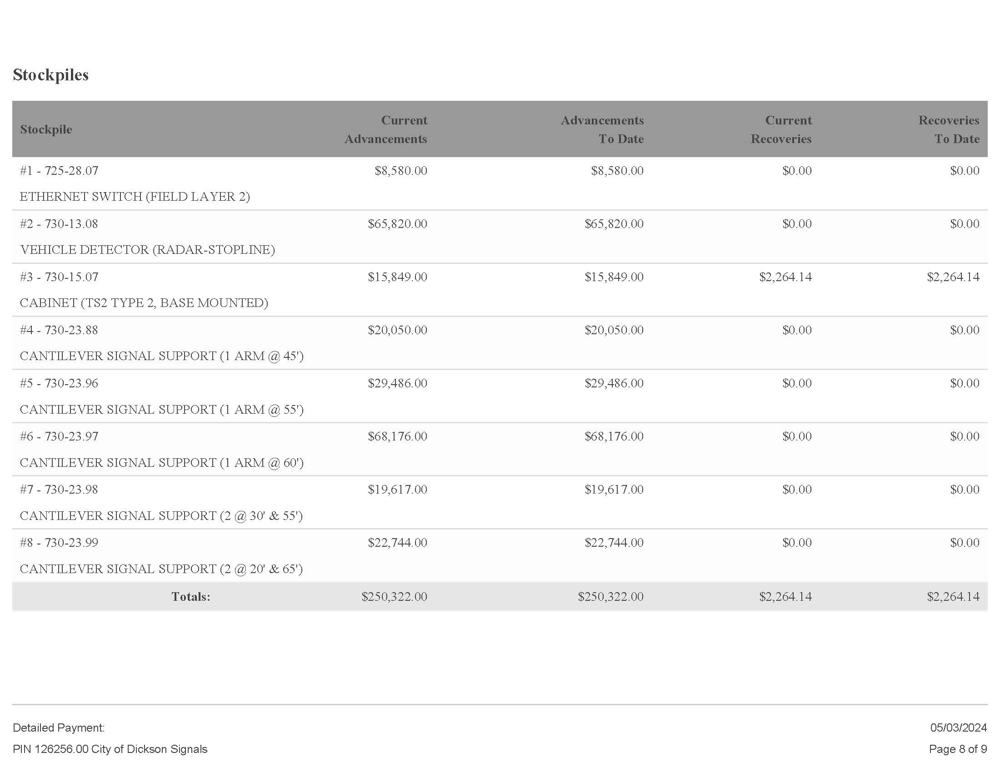 Stockpiles
Stockpile Current Advancements Advancements To Date Current Recoveries Recoveries To Date
#1 - 725-28.07 $8,580.00 $8,580.00 $0.00 $0.00
ETHERNET SWITCH (FIELD LAYER 2)
#2 - 730-13.08 $65,820.00 $65,820.00 $0.00 $0.00
VEHICLE DETECTOR (RADAR-STOPLINE)
#3 - 730-15.07 $15,849.00 $15,849.00 $2,264.14 $2,264.14
CABINET (TS2 TYPE 2, BASE MOUNTED)
#4 - 730-23.88 $20,050.00 $20,050.00 $0.00 $0.00
CANTILEVER SIGNAL SUPPORT (1 ARM @ 45')
#5 - 730-23.96 $29,486.00 $29,486.00 $0.00 $0.00
CANTILEVER SIGNAL SUPPORT (1 ARM @ 55')
#6 - 730-23.97 $68,176.00 $68,176.00 $0.00 $0.00
CANTILEVER SIGNAL SUPPORT (1 ARM @ 60')
#7 - 730-23.98 $19,617.00 $19,617.00 $0.00 $0.00
CANTILEVER SIGNAL SUPPORT (2 @ 30' & 55')
#8 - 730-23.99 $22,744.00 $22,744.00 $0.00 $0.00
CANTILEVER SIGNAL SUPPORT (2 @ 20' & 65')
Totals: $250,322.00 $250,322.00 $2,264.14 $2,264.14
Detailed Payment: 05/03/2024
PIN 126256.00 City of Dickson Signals Page 8 of 9